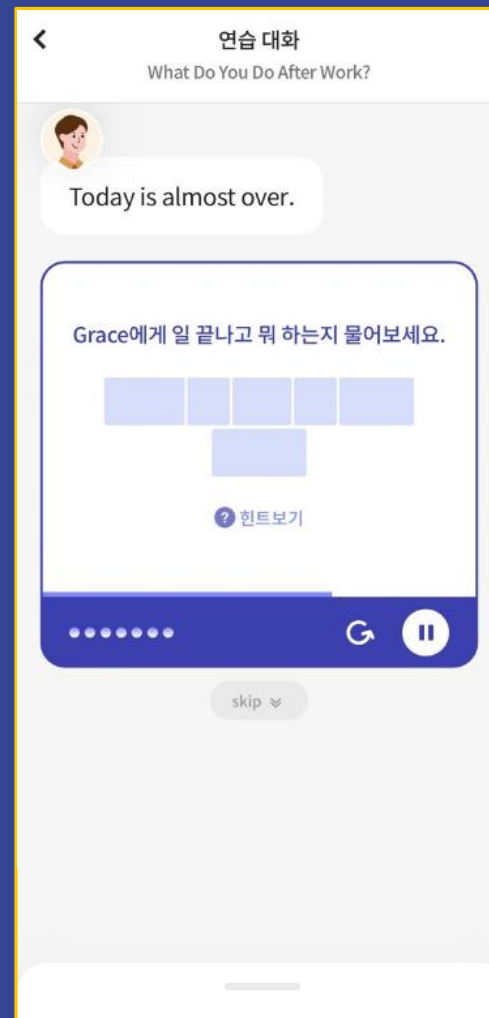 연습 대화
What Do You Do After Work?
Today is almost over.
Grace에게 일 끝나고 뭐 하는지 물어보세요.
? 힌트보기
skip